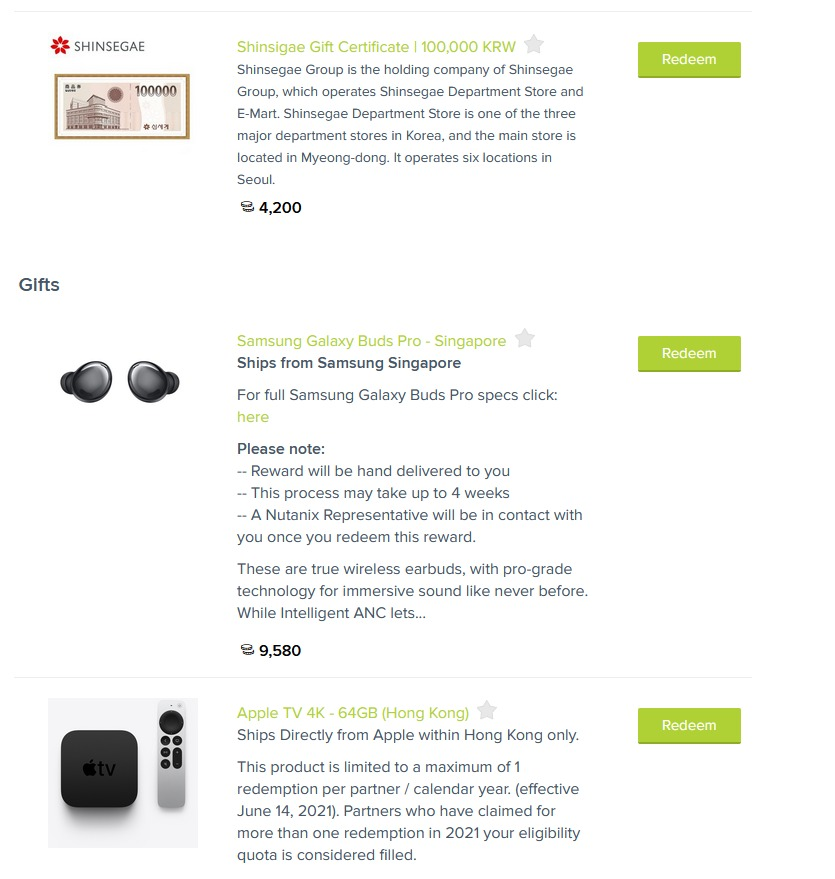 SHINSEGAE
商品券
100000
신세계
Shinsigae Gift Certificate | 100,000 KRW
Redeem
Shinsegae Group is the holding company of Shinsegae
Group, which operates Shinsegae Department Store and
E-Mart. Shinsegae Department Store is one of the three
major department stores in Korea, and the main store is
located in Myeong-dong. It operates six locations in
Seoul.
4,200
Gifts
Samsung Galaxy Buds Pro - Singapore
Redeem
Ships from Samsung Singapore
For full Samsung Galaxy Buds Pro specs click:
here
Please note:
-- Reward will be hand delivered to you
-- This process may take up to 4 weeks
-- A Nutanix Representative will be in contact with
you once you redeem this reward.
These are true wireless earbuds, with pro-grade
technology for immersive sound like never before.
While Intelligent ANC lets...
9,580
tv
Apple TV 4K - 64GB (Hong Kong)
Redeem
Ships Directly from Apple within Hong Kong only.
This product is limited to a maximum of 1
redemption per partner / calendar year. (effective
June 14, 2021). Partners who have claimed for
more than one redemption in 2021 your eligibility
quota is considered filled.